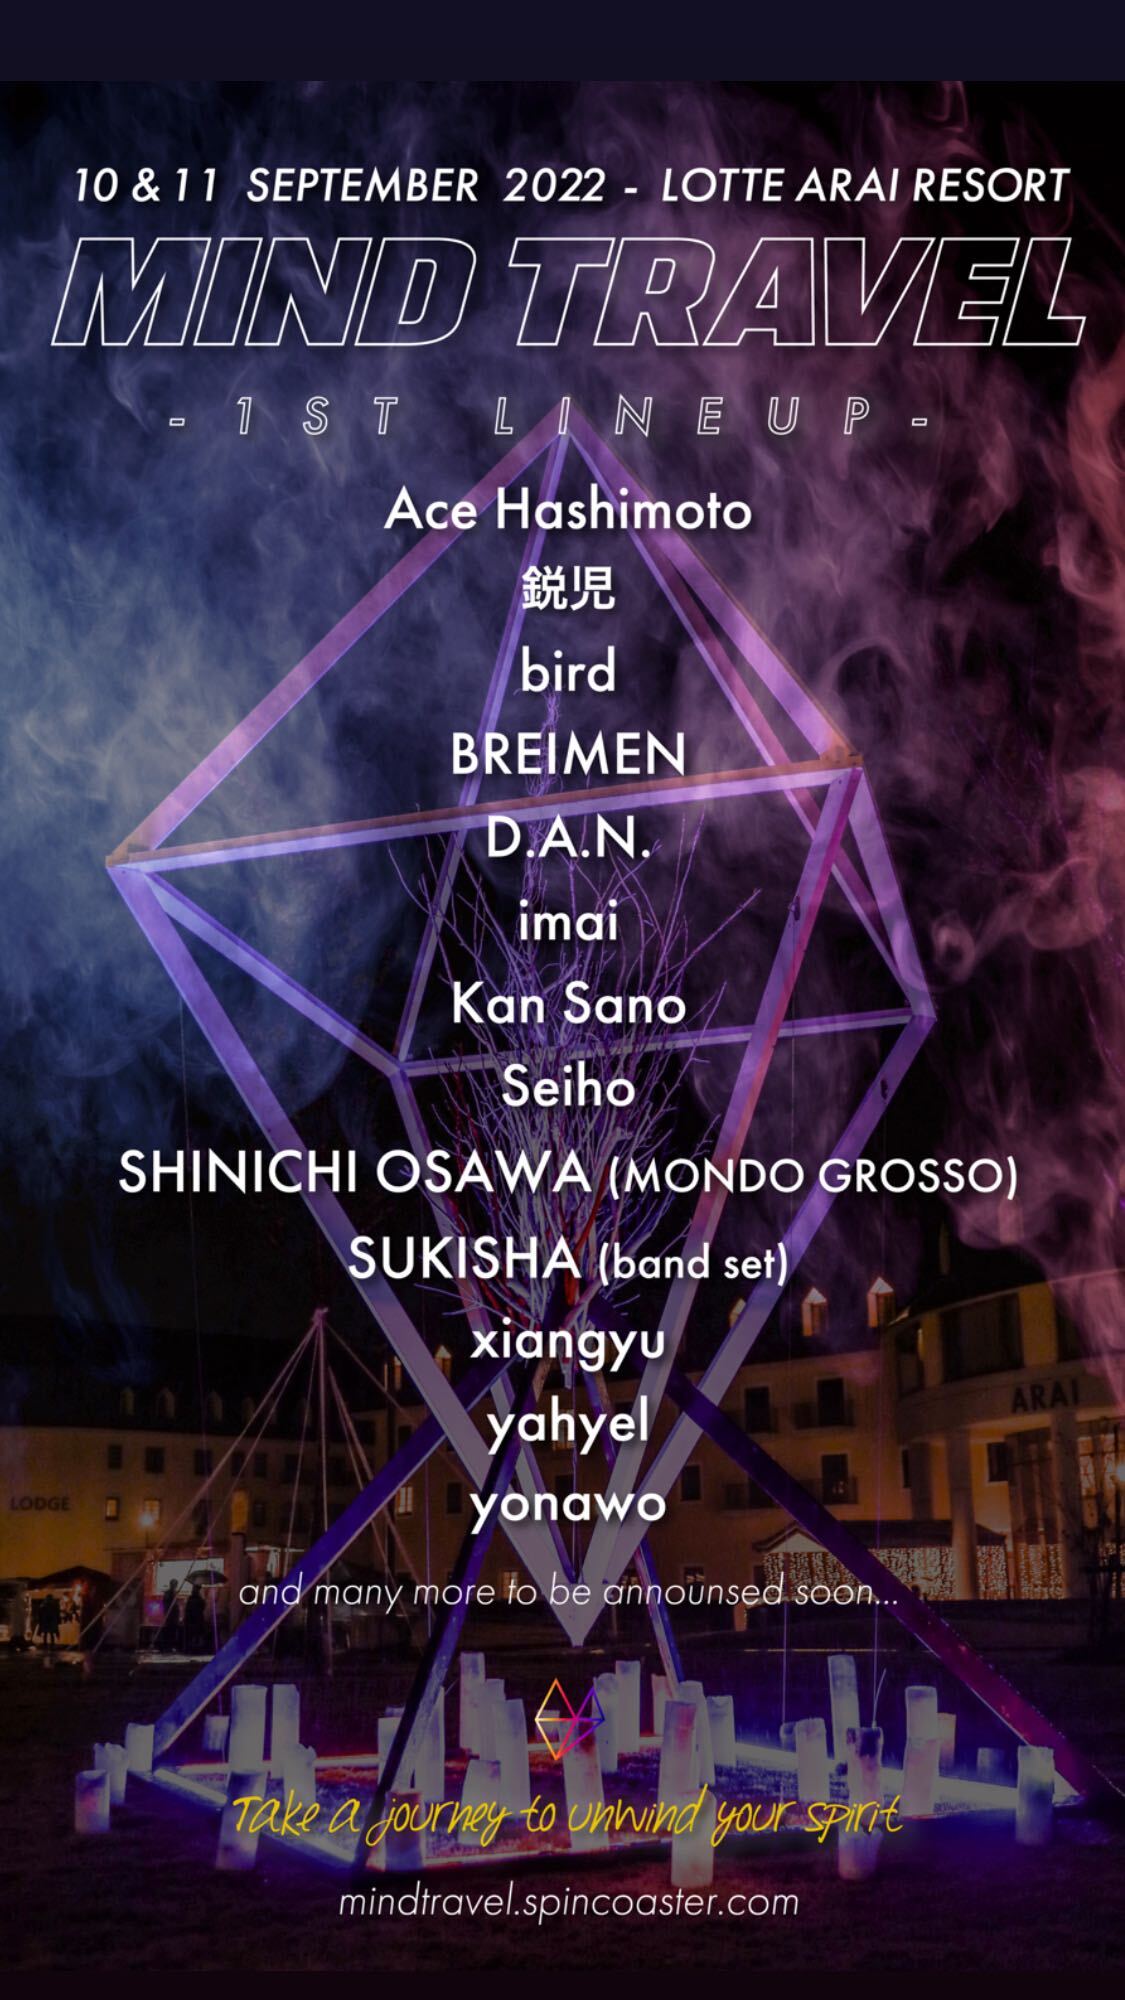 10 & 11 SEPTEMBER 2022 - LOTTE ARAI RESORT
MIND TRAVEL
- 1ST LINEUP -
Ace Hashimoto
鋭児
bird
BREIMEN
D.A.N.
imai
Kan Sano
Seiho
SHINICHI OSAWA (MONDO GROSSO)
SUKISHA (band set)
xiangyu
yahyel
yonawo
ARAI
LODGE
and many more to be announsed soon...
Take a journey to unwind your spirit
mindtravel.spincoaster.com